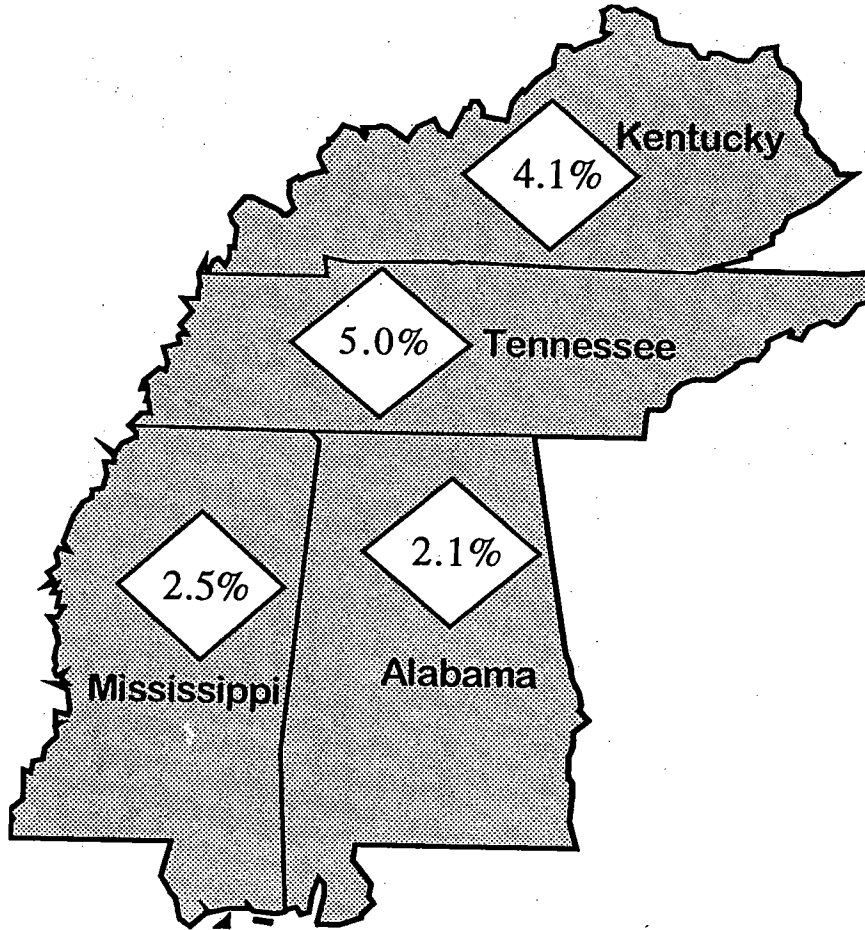 Kentucky
4.1%
5.0%
Tennessee
2.5%
2.1%
Mississippi
Alabama